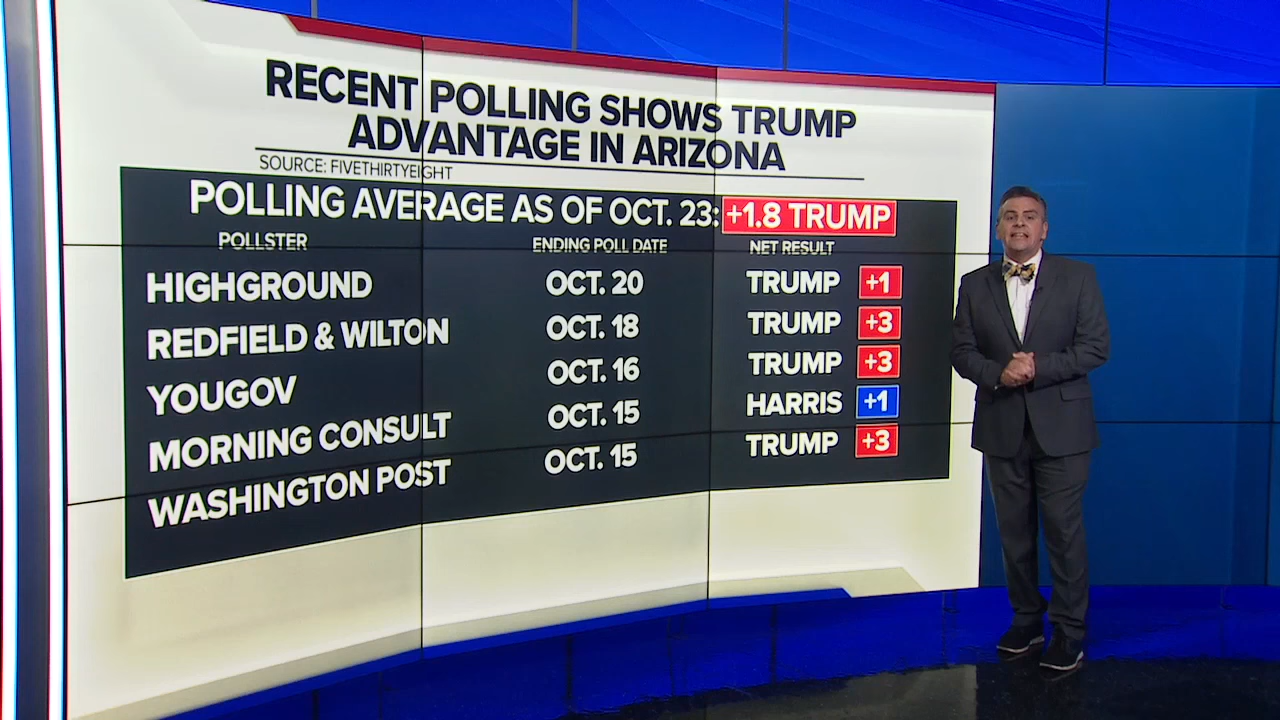 RECENT POLLING SHOWS TRUMP
ADVANTAGE IN ARIZONA
SOURCE: FIVETHIRTYEIGHT
POLLING AVERAGE AS OF OCT. 23: +1.8 TRUMP
POLLSTER ENDING POLL DATE NET RESULT
HIGHGROUND OCT. 20 TRUMP +1
REDFIELD & WILTON OCT. 18 TRUMP +3
YOUGOV OCT. 16 TRUMP +3
MORNING CONSULT OCT. 15 HARRIS +1
WASHINGTON POST OCT. 15 TRUMP +3